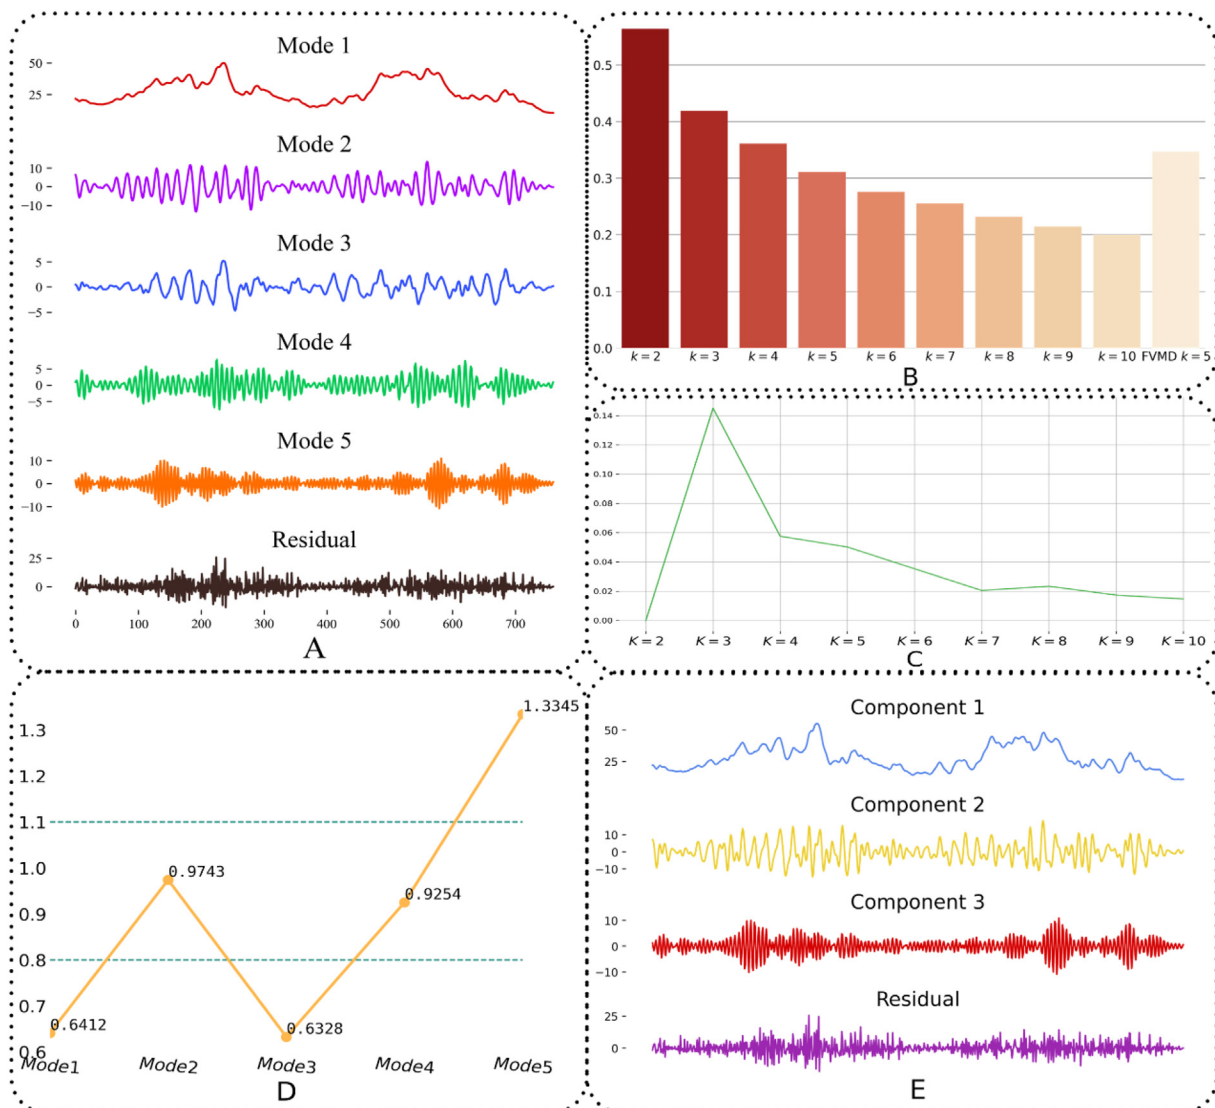 Mode 1
50
25
Mode 2
10
0
−10
Mode 3
5
0
−5
Mode 4
5
0
−5
Mode 5
10
0
−10
Residual
25
0
0 100 200 300 400 500 600 700
A
0.5
0.4
0.3
0.2
0.1
0.0
k = 2 k = 3 k = 4 k = 5 k = 6 k = 7 k = 8 k = 9 k = 10 FVMD k = 5
B
0.14
0.12
0.10
0.08
0.06
0.04
0.02
0.00
K = 2 K = 3 K = 4 K = 5 K = 6 K = 7 K = 8 K = 9 K = 10
C
1.3345
1.3
1.2
1.1
1.0
0.9743
0.9254
0.9
0.8
0.7
0.6412
0.6328
0.6
Mode1 Mode2 Mode3 Mode4 Mode5
D
Component 1
50
25
Component 2
10
0
−10
Component 3
10
0
−10
Residual
25
0
E